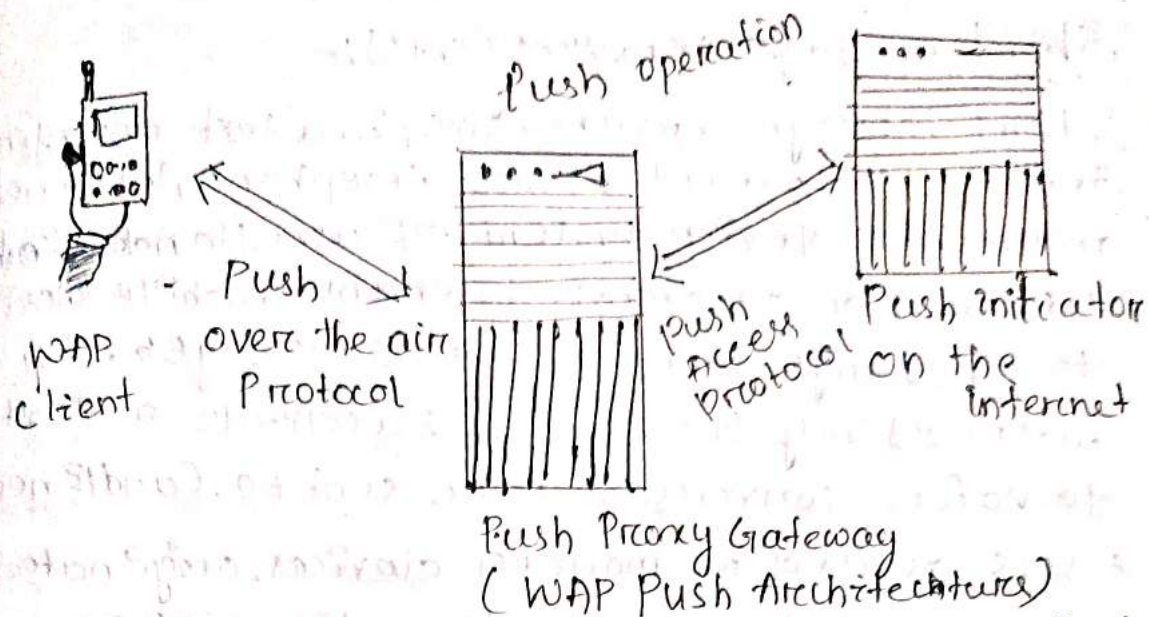 Push operation
WAP
Client
Push
over the air
Protocol
Push
Access
Protocol
Push initiator
on the
internet
Push Proxy Gateway
(WAP Push Architectures)